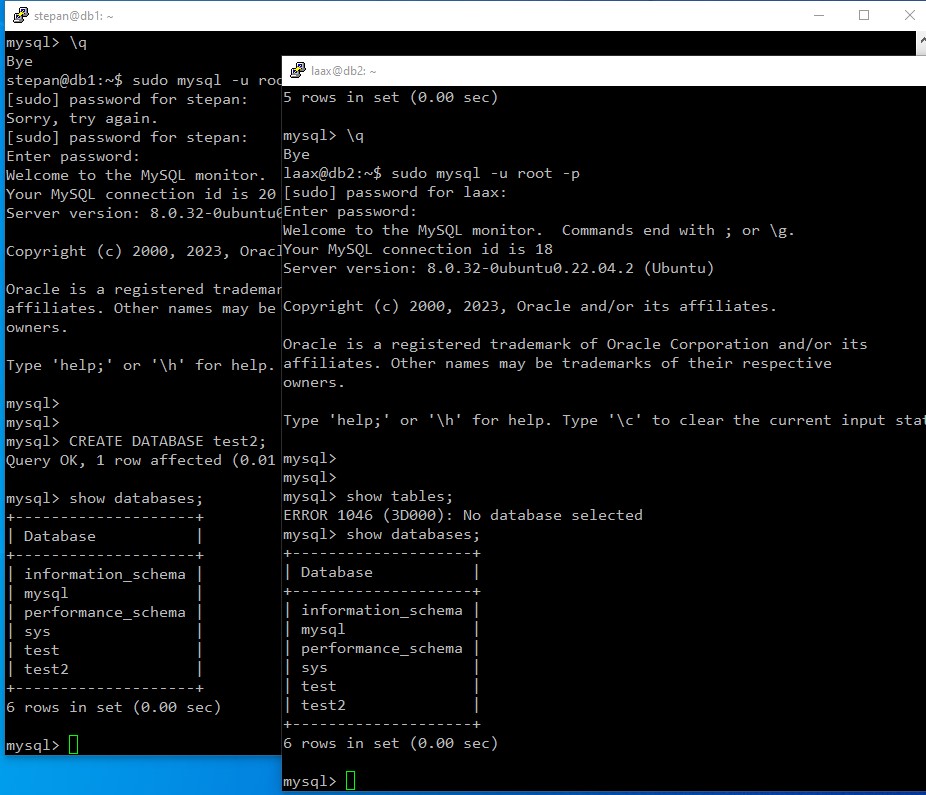 stepan@db1: ~
mysql> \q
Bye
stepan@db1:~$ sudo mysql -u roo
[sudo] password for stepan:
Sorry, try again.
[sudo] password for stepan:
Enter password:
Welcome to the MySQL monitor.
Your MySQL connection id is 20
Server version: 8.0.32-0ubuntu0
Copyright (c) 2000, 2023, Oracl
Oracle is a registered trademar
affiliates. Other names may be
owners.
Type 'help;' or '\h' for help.
mysql>
mysql>
mysql> CREATE DATABASE test2;
Query OK, 1 row affected (0.01
mysql> show databases;
+--------------------+
| Database           |
+--------------------+
| information_schema |
| mysql              |
| performance_schema |
| sys                |
| test               |
| test2              |
+--------------------+
6 rows in set (0.00 sec)
mysql>
laax@db2: ~
5 rows in set (0.00 sec)
mysql> \q
Bye
laax@db2:~$ sudo mysql -u root -p
[sudo] password for laax:
Enter password:
Welcome to the MySQL monitor.  Commands end with ; or \g.
Your MySQL connection id is 18
Server version: 8.0.32-0ubuntu0.22.04.2 (Ubuntu)
Copyright (c) 2000, 2023, Oracle and/or its affiliates.
Oracle is a registered trademark of Oracle Corporation and/or its
affiliates. Other names may be trademarks of their respective
owners.
Type 'help;' or '\h' for help. Type '\c' to clear the current input stat
mysql>
mysql>
mysql> show tables;
ERROR 1046 (3D000): No database selected
mysql> show databases;
+--------------------+
| Database           |
+--------------------+
| information_schema |
| mysql              |
| performance_schema |
| sys                |
| test               |
| test2              |
+--------------------+
6 rows in set (0.00 sec)
mysql>